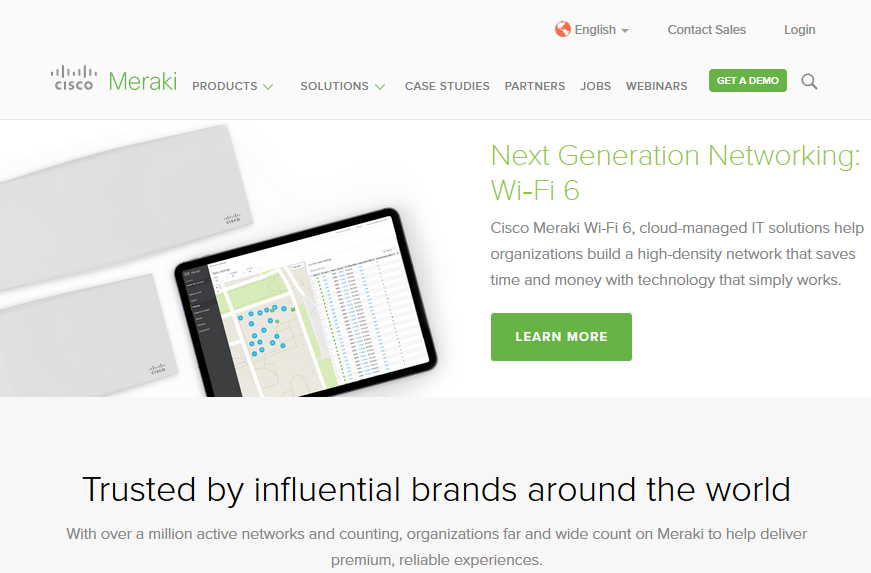 English
Contact Sales
Login
CISCO Meraki
PRODUCTS
SOLUTIONS
CASE STUDIES
PARTNERS
JOBS
WEBINARS
GET A DEMO
Next Generation Networking:
Wi-Fi 6
Cisco Meraki Wi-Fi 6, cloud-managed IT solutions help
organizations build a high-density network that saves
time and money with technology that simply works.
LEARN MORE
CISCO
CISCO
Trusted by influential brands around the world
With over a million active networks and counting, organizations far and wide count on Meraki to help deliver
premium, reliable experiences.